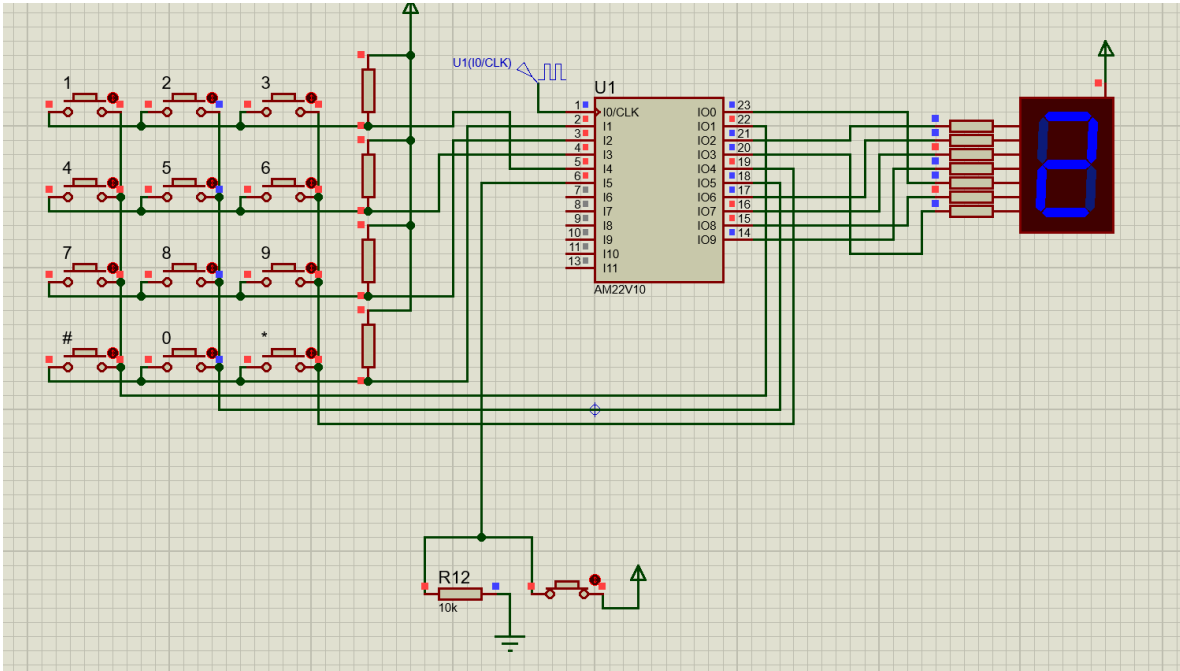 U1(I0/CLK)
U1
1 2 3
4 5 6
7 8 9
# 0 *
1 I0/CLK IO0 23
2 I1 IO1 22
3 I2 IO2 21
4 I3 IO3 20
5 I4 IO4 19
6 I5 IO5 18
7 I6 IO6 17
8 I7 IO7 16
9 I8 IO8 15
10 I9 IO9 14
11 I10
13 I11
AM22V10
R12
10k